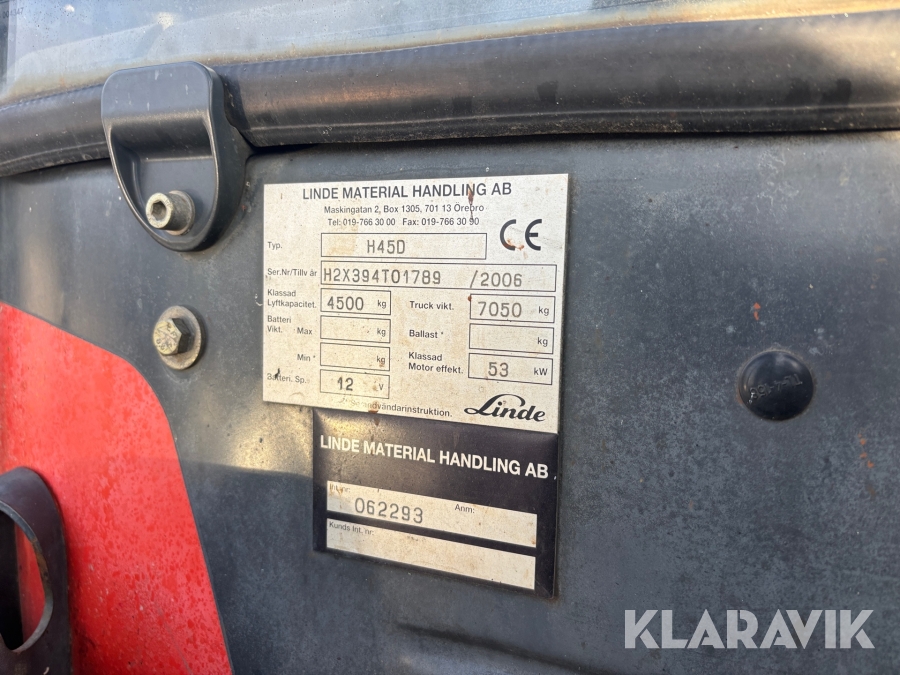 LINDE MATERIAL HANDLING AB
Maskingatan 2, Box 1305, 701 13 Örebro
Tel: 019-766 30 00 Fax: 019-766 30 90
CE
Typ. H45D
Ser.Nr/Tillv år H2X394T01789 /2006
Klassad Lyftkapacitet. 4500 kg Truck vikt. 7050 kg
Batteri Vikt. Max kg Ballast * kg
Min * kg Klassad Motor effekt. 53 kW
Batteri. Sp. 12 V
användarinstruktion. Linde
LINDE MATERIAL HANDLING AB
Int.nr. 062293 Anm:
Kunds Int. nr:
KLARAVIK